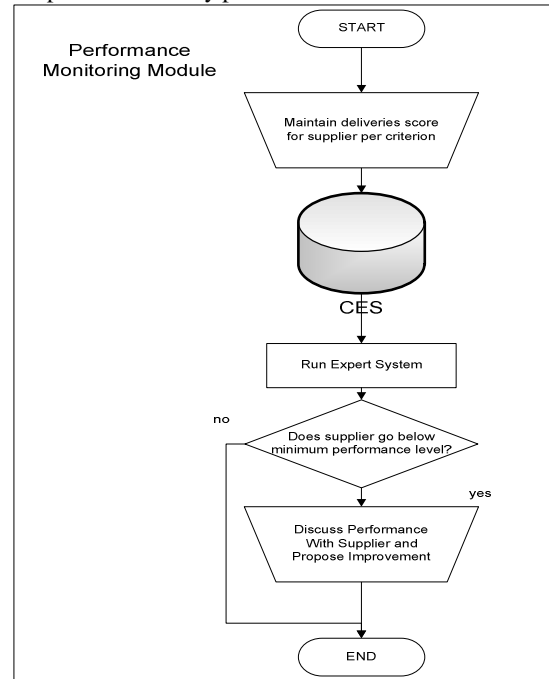 Performance
Monitoring Module
START
Maintain deliveries score
for supplier per criterion
CES
Run Expert System
no
Does supplier go below
minimum performance level?
yes
Discuss Performance
With Supplier and
Propose Improvement
END